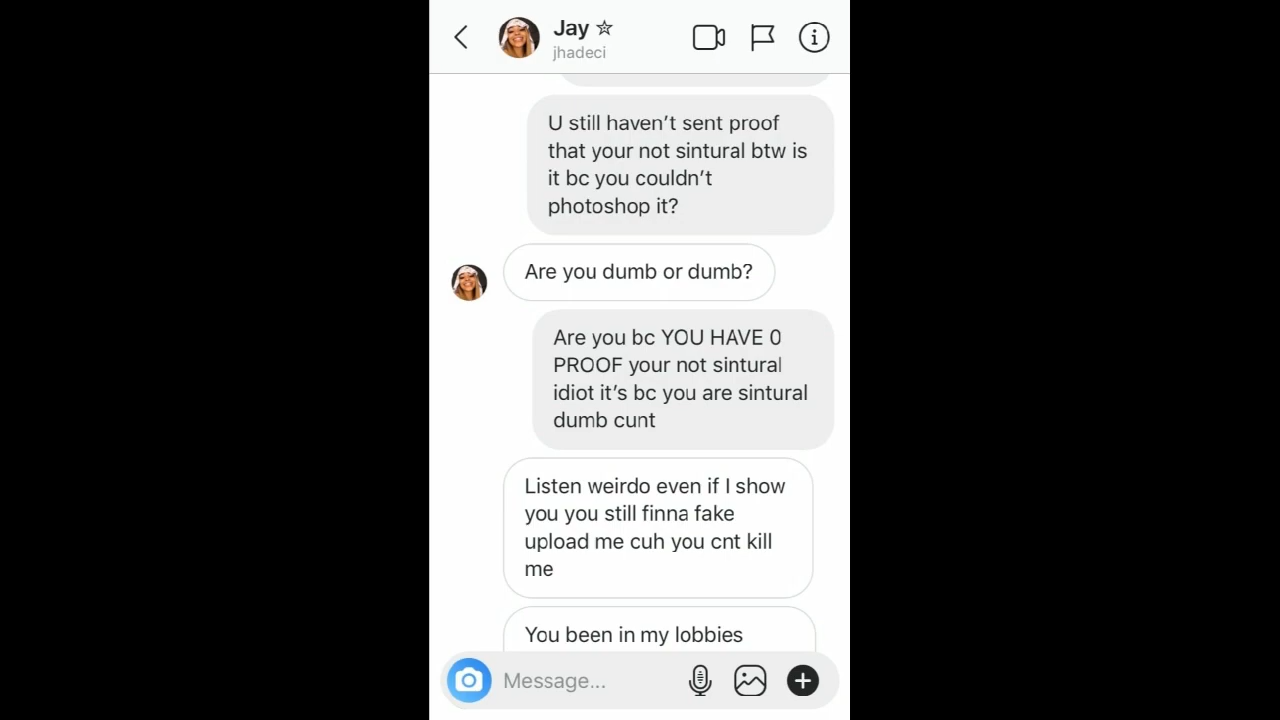 Jay ☆
jhadeci
U still haven't sent proof
that your not sintural btw is
it bc you couldn't
photoshop it?
Are you dumb or dumb?
Are you bc YOU HAVE 0
PROOF your not sintural
idiot it's bc you are sintural
dumb cunt
Listen weirdo even if I show
you you still finna fake
upload me cuh you cnt kill
me
You been in my lobbies
Message...